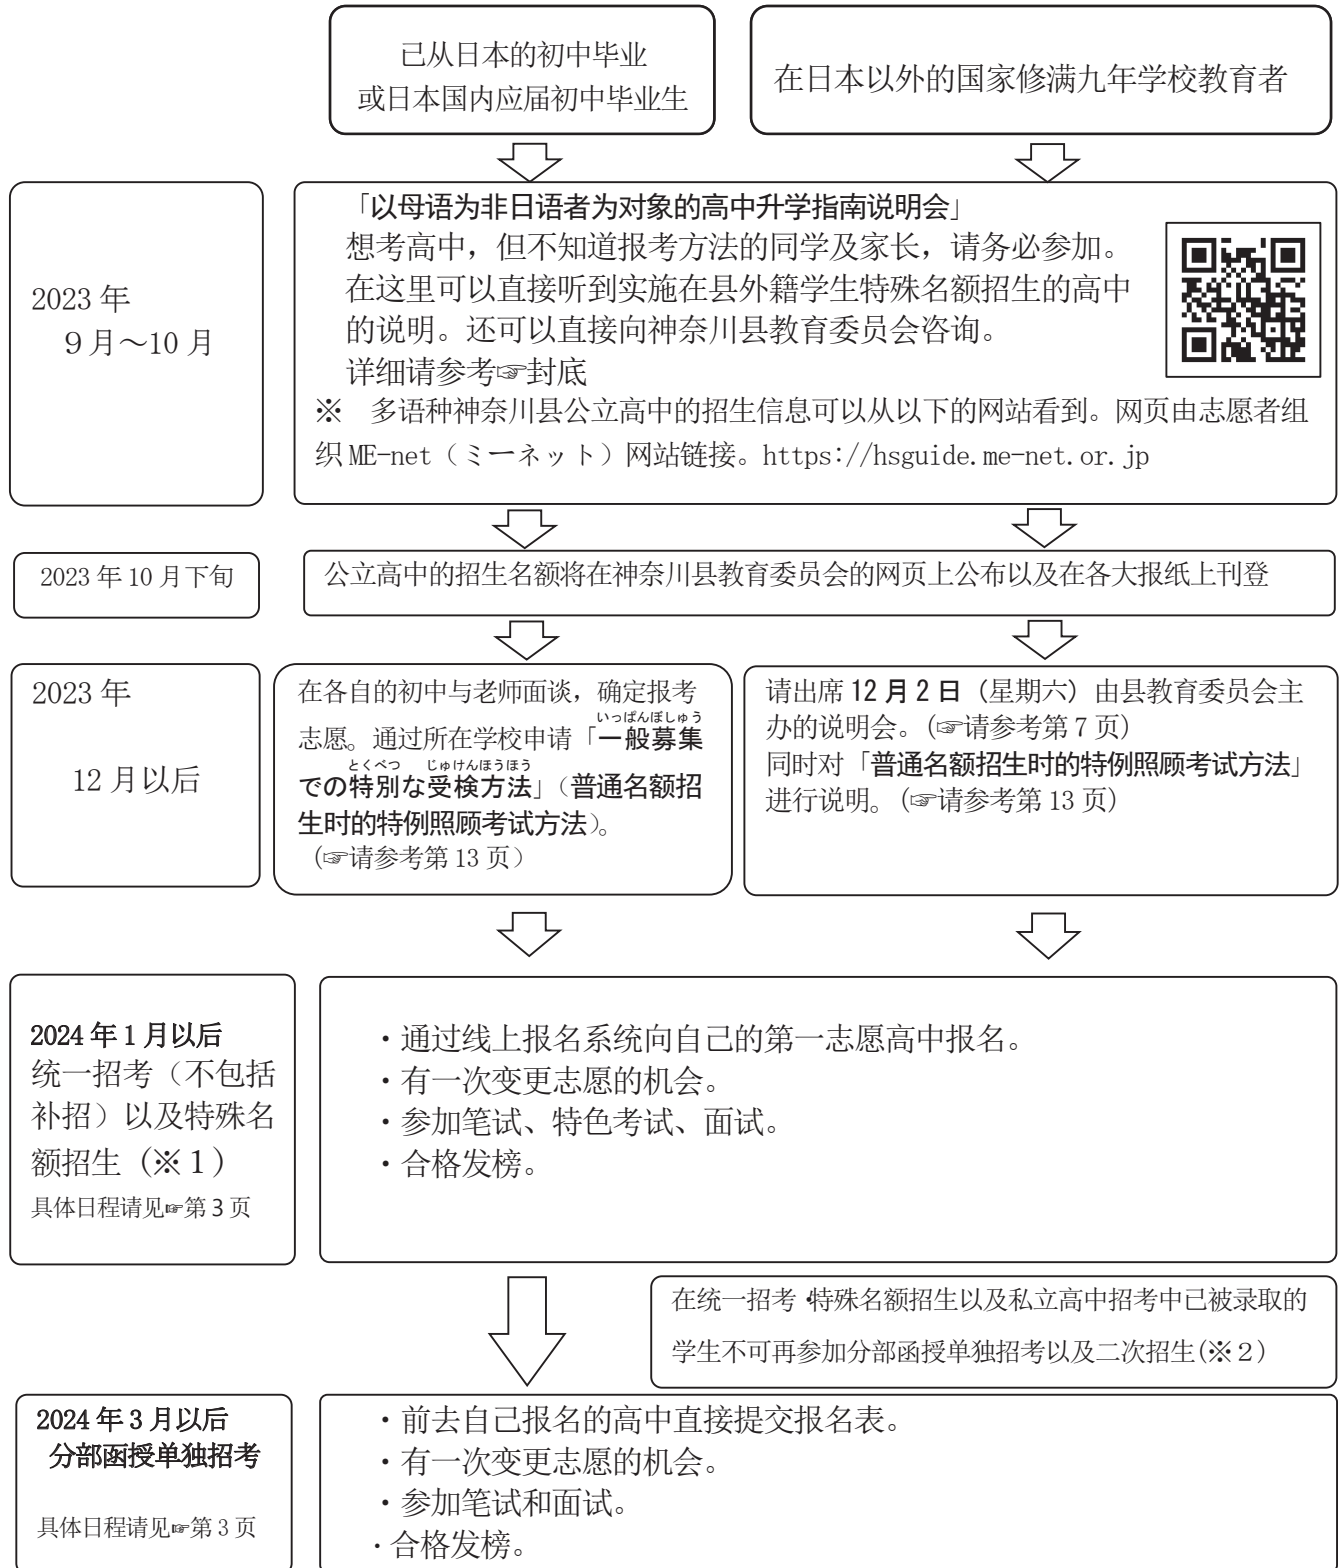 已从日本的初中毕业
或日本国内应届初中毕业生
在日本以外的国家修满九年学校教育者
2023 年
９月～10 月
「以母语为非日语者为对象的高中升学指南说明会」
想考高中，但不知道报考方法的同学及家长，请务必参加。
在这里可以直接听到实施在县外籍学生特殊名额招生的高中
的说明。还可以直接向神奈川县教育委员会咨询。
详细请参考☞封底
※　多语种神奈川县公立高中的招生信息可以从以下的网站看到。网页由志愿者组
织 ME-net（ミーネット）网站链接。https://hsguide.me-net.or.jp
2023 年 10 月下旬
公立高中的招生名额将在神奈川县教育委员会的网页上公布以及在各大报纸上刊登
2023 年
12 月以后
在各自的初中与老师面谈，确定报考
いっぱんぼしゅう
志愿。通过所在学校申请「一般募集
とくべつ　じゅけんほうほう
での特別な受検方法」（普通名额招
生时的特例照顾考试方法）。
（☞请参考第 13 页）
请出席 12 月 2 日（星期六）由县教育委员会主
办的说明会。（☞请参考第 7 页）
同时对「普通名额招生时的特例照顾考试方法」
进行说明。（☞请参考第 13 页）
2024 年 1 月以后
统一招考（不包括
补招）以及特殊名
额招生（※１）
具体日程请见☞第 3 页
・通过线上报名系统向自己的第一志愿高中报名。
・有一次变更志愿的机会。
・参加笔试、特色考试、面试。
・合格发榜。
在统一招考・特殊名额招生以及私立高中招考中已被录取的
学生不可再参加分部函授单独招考以及二次招生(※２)
2024 年 3 月以后
分部函授单独招考
具体日程请见☞第 3 页
・前去自己报名的高中直接提交报名表。
・有一次变更志愿的机会。
・参加笔试和面试。
・合格发榜。